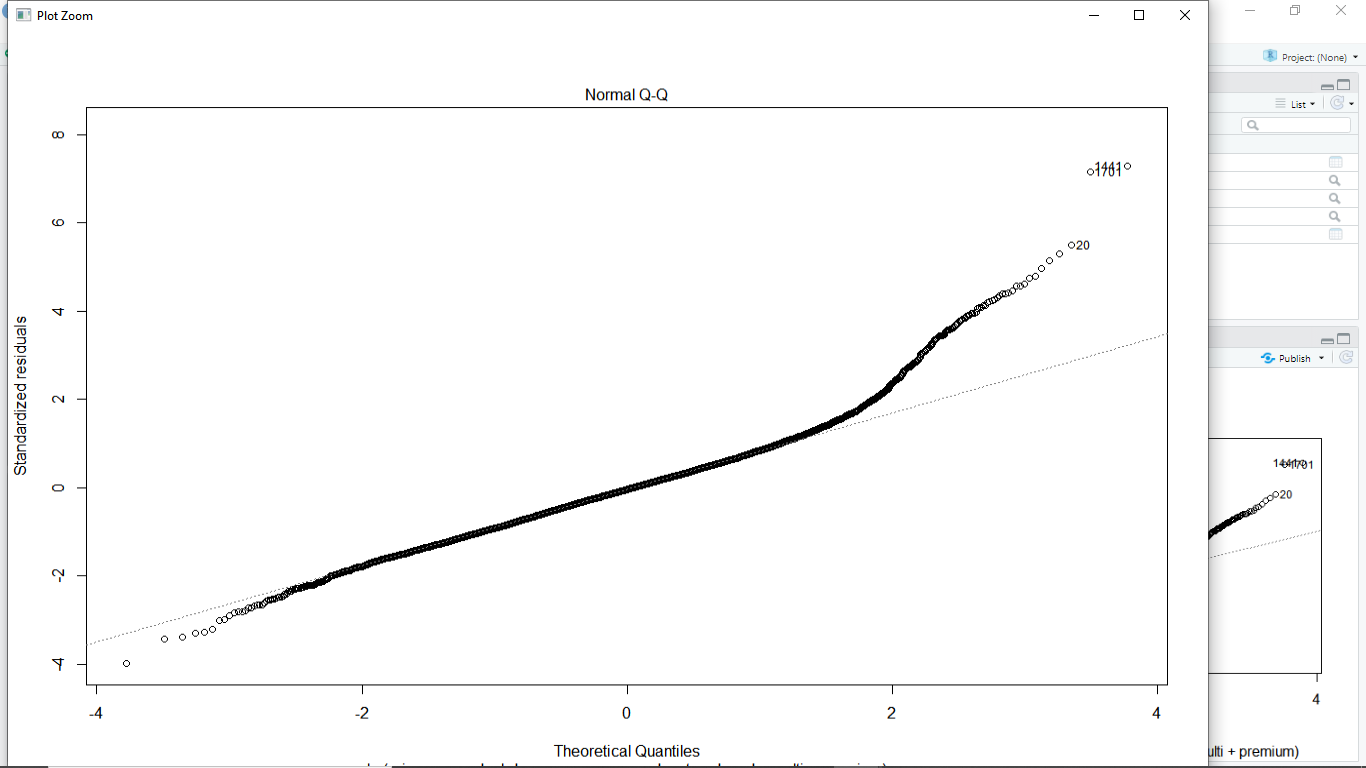 Plot Zoom
Project: (None)
Normal Q-Q
List
8
6
4
2
0
-2
-4
Standardized residuals
1441
1701
20
Publish
1701
20
-4
-2
0
2
4
4
Theoretical Quantiles
ulti + premium)